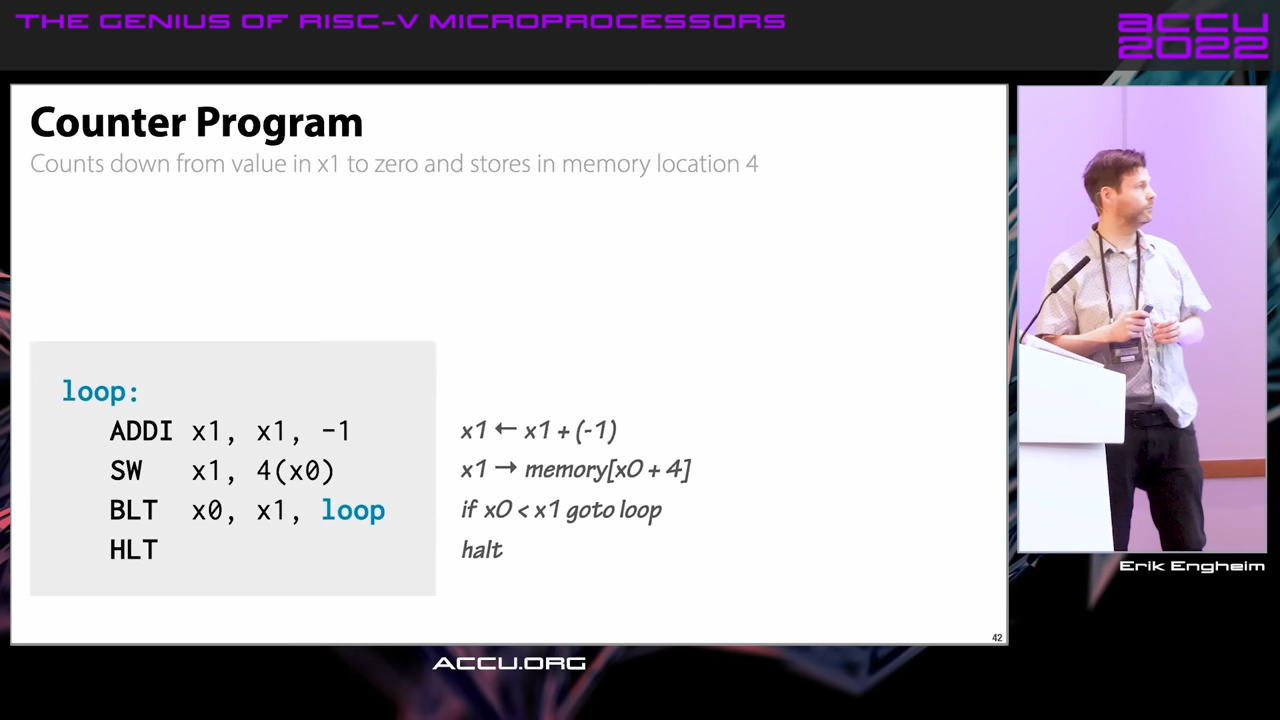 THE GENIUS OF RISC-V MICROPROCESSORS
ACCU
2022
Counter Program
Counts down from value in x1 to zero and stores in memory location 4
loop:
ADDI x1, x1, -1
x1 ← x1 + (-1)
SW x1, 4(x0)
x1 → memory[x0 + 4]
BLT x0, x1, loop
if x0 < x1 goto loop
HLT
halt
42
Erik Engheim
ACCU.ORG